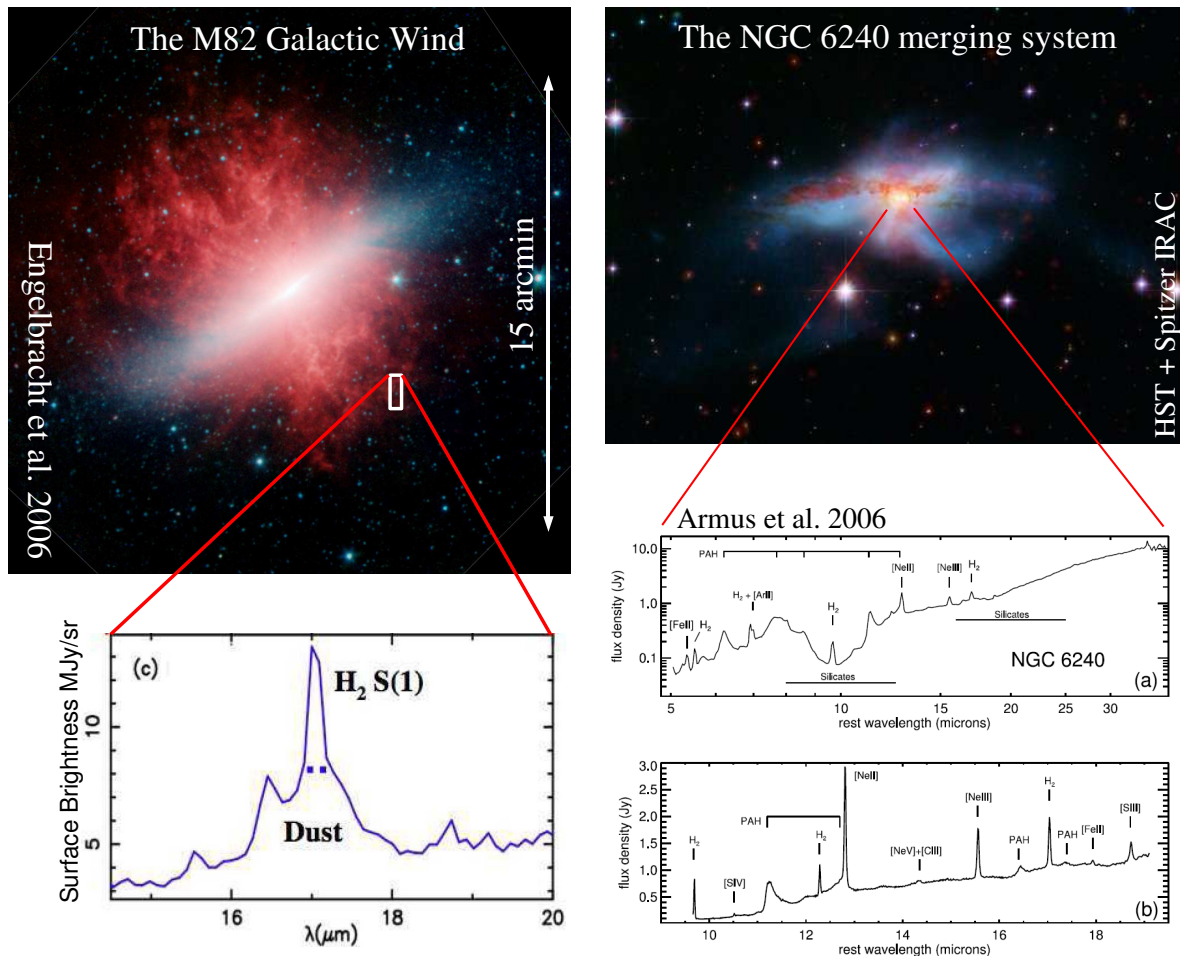 The M82 Galactic Wind
15 arcmin
Engelbracht et al. 2006
The NGC 6240 merging system
HST + Spitzer IRAC
(c)
H₂ S(1)
Dust
Surface Brightness MJy/sr
10
5
16
18
20
λ(μm)
Armus et al. 2006
PAH
[NeII]
[NeIII]
H₂
H₂ + [ArII]
H₂
[FeII]
H₂
Silicates
Silicates
NGC 6240
(a)
flux density (Jy)
10.0
1.0
0.1
5
10
15
20
25
30
rest wavelength (microns)
[NeII]
H₂
[NeIII]
PAH
[SIII]
H₂
H₂
[NeV]+[ClII]
PAH
PAH
[FeII]
[SIV]
(b)
flux density (Jy)
3.0
2.5
2.0
1.5
1.0
0.5
10
12
14
16
18
rest wavelength (microns)